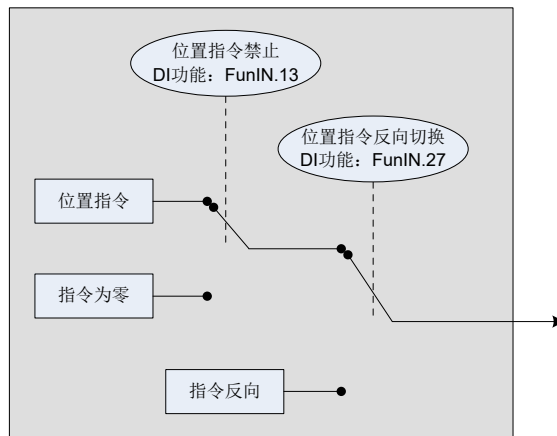 位置指令禁止
DI功能：FunIN.13
位置指令反向切换
DI功能：FunIN.27
位置指令
指令为零
指令反向